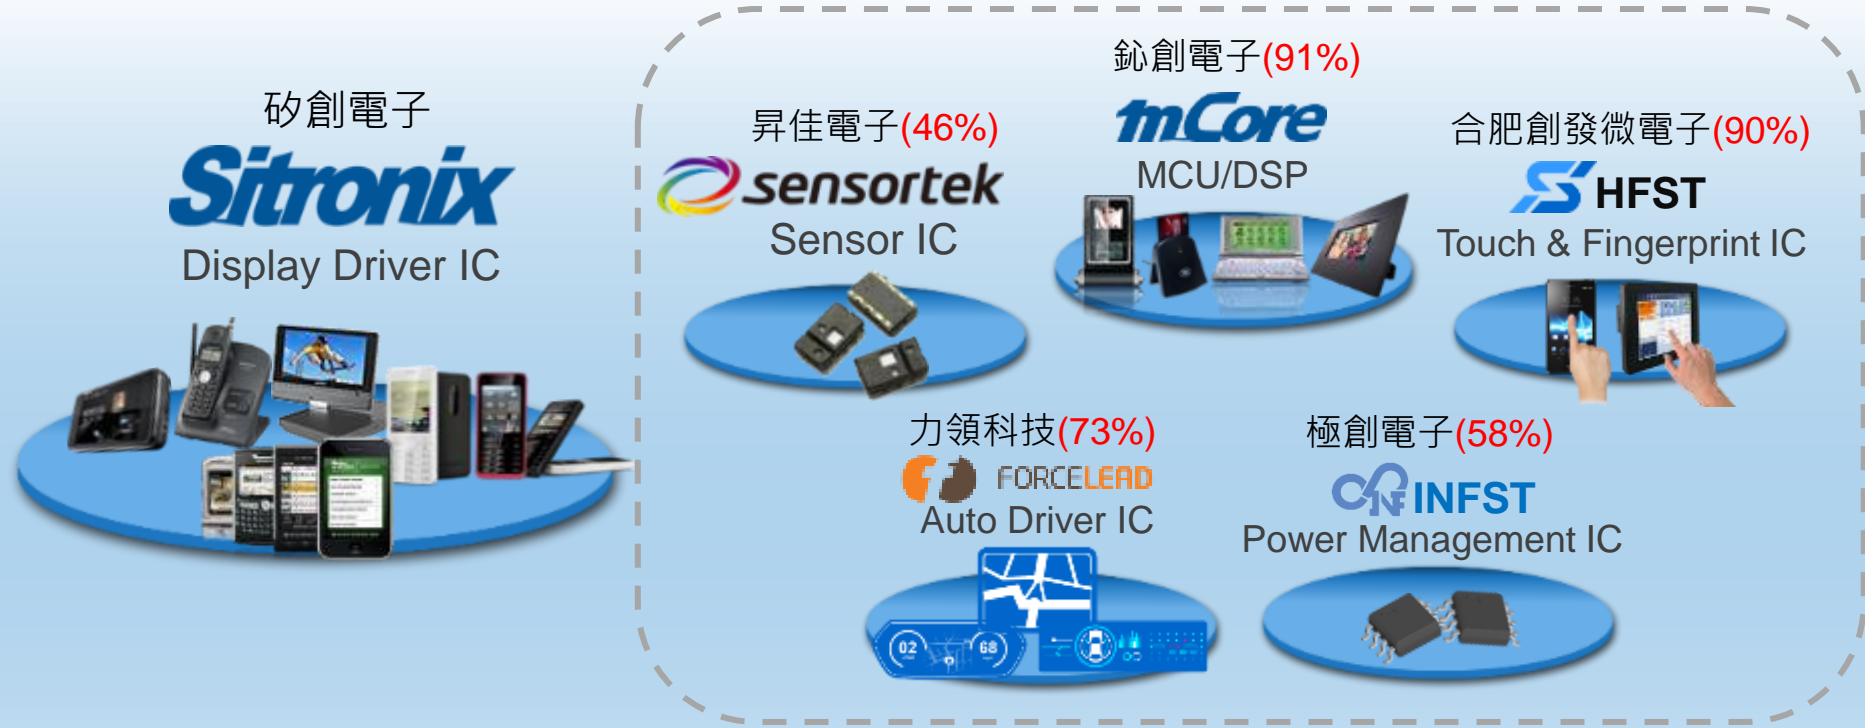 矽創電子
Sitronix
Display Driver IC
昇佳電子(46%)
sensortek
Sensor IC
鈊創電子(91%)
mCore
MCU/DSP
合肥創發微電子(90%)
HFST
Touch & Fingerprint IC
力領科技(73%)
FORCELEAD
Auto Driver IC
02
68
極創電子(58%)
INFST
Power Management IC